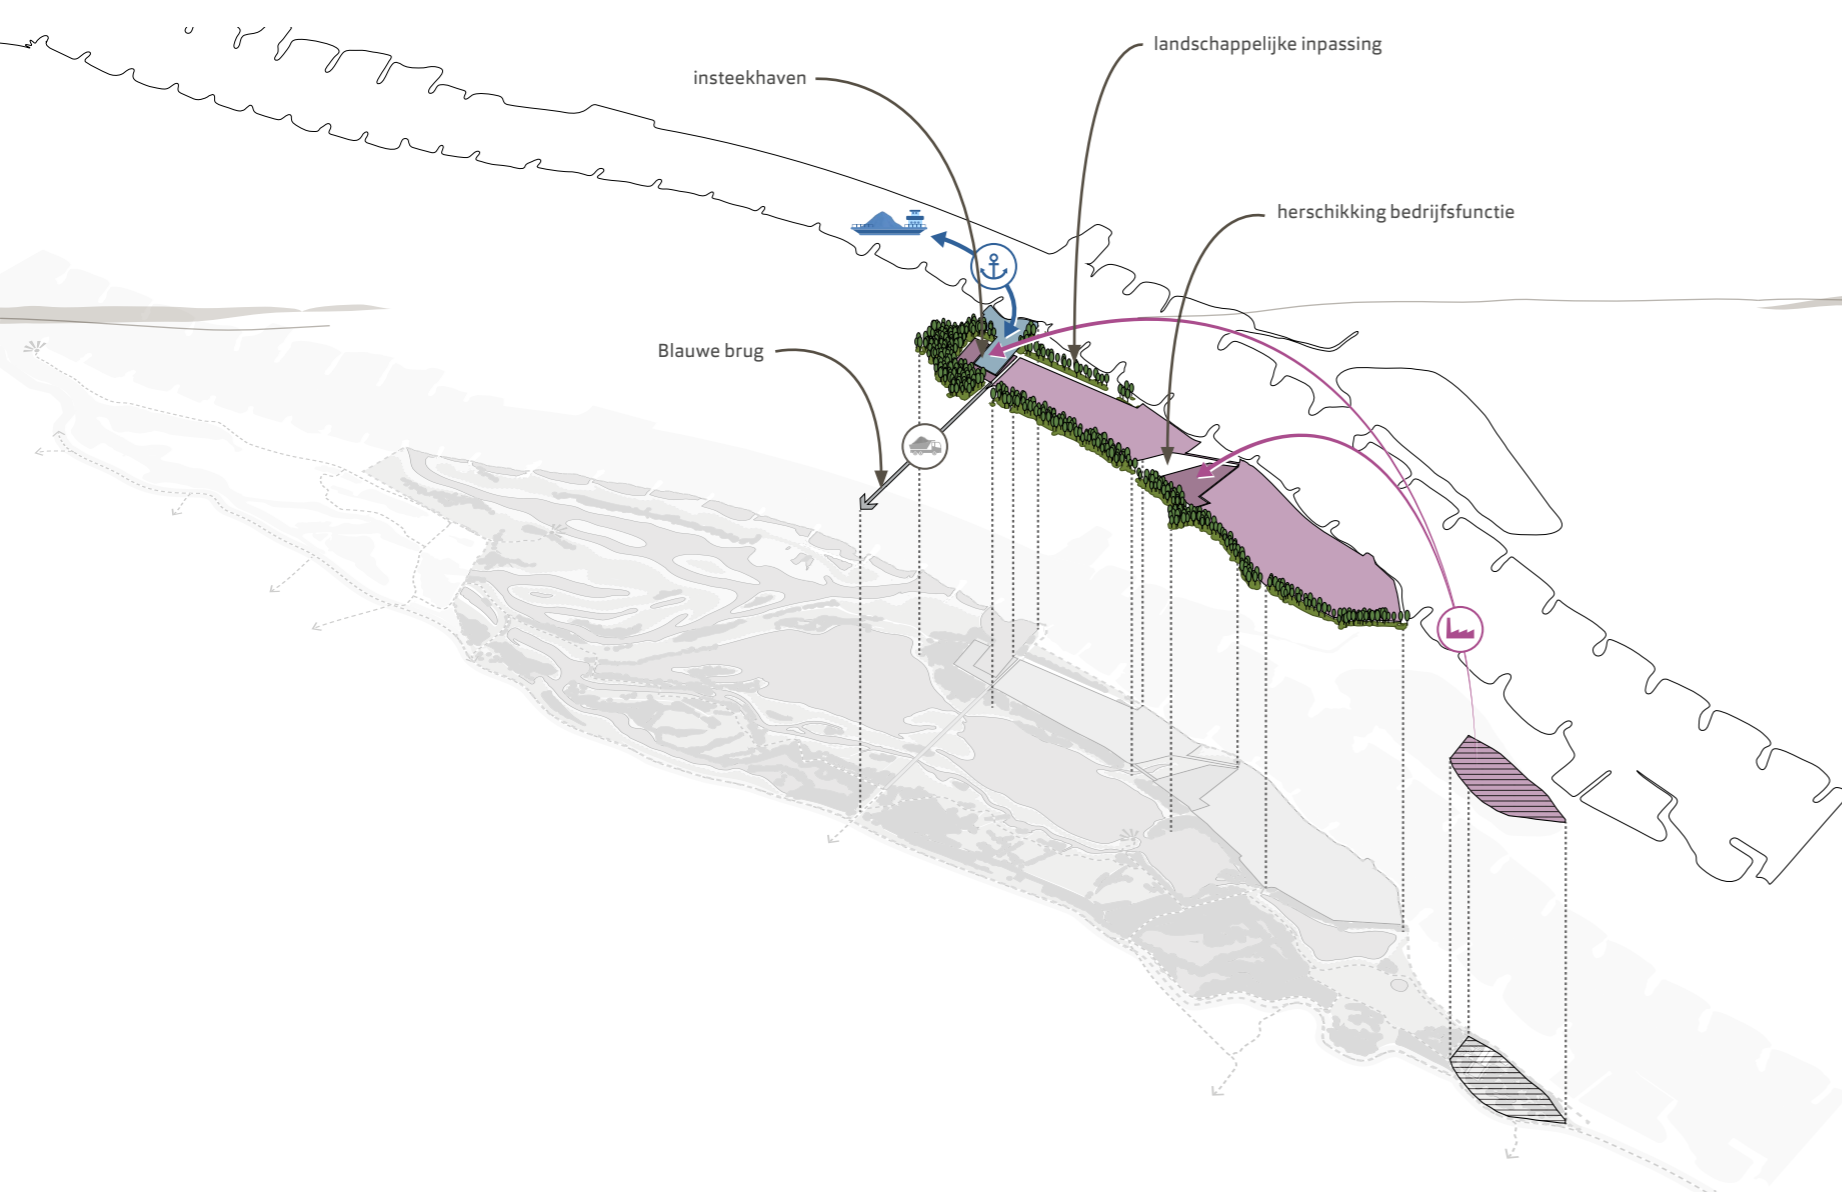 landschappelijke inpassing
insteekhaven
herschikking bedrijfsfunctie
Blauwe brug